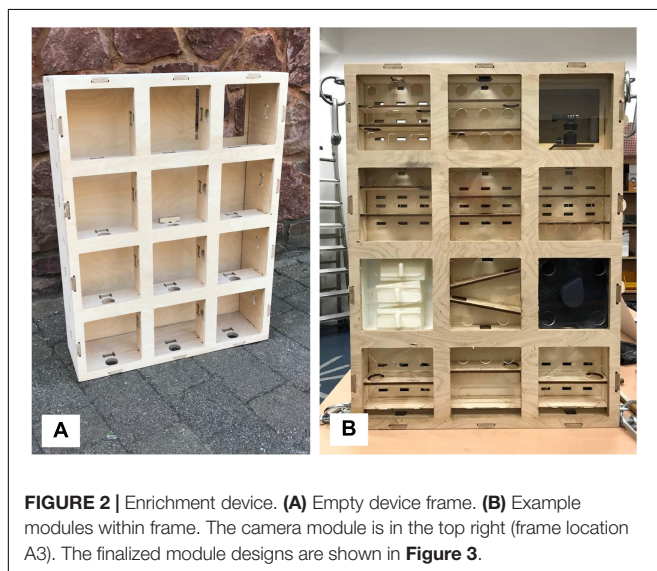 A
B
FIGURE 2 | Enrichment device. (A) Empty device frame. (B) Example
modules within frame. The camera module is in the top right (frame location
A3). The finalized module designs are shown in Figure 3.